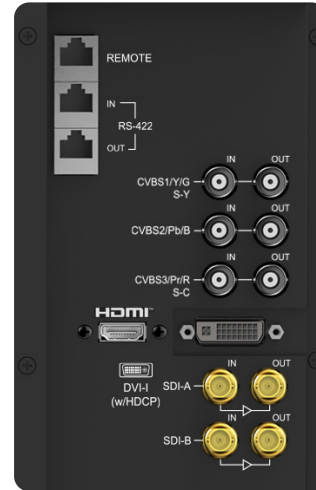 REMOTE
IN
RS-422
OUT
IN OUT
CVBS1/Y/G
S-Y
IN OUT
CVBS2/Pb/B
IN OUT
CVBS3/Pr/R
S-C
HDMI
DVI-I
(w/HDCP)
IN OUT
SDI-A
IN OUT
SDI-B